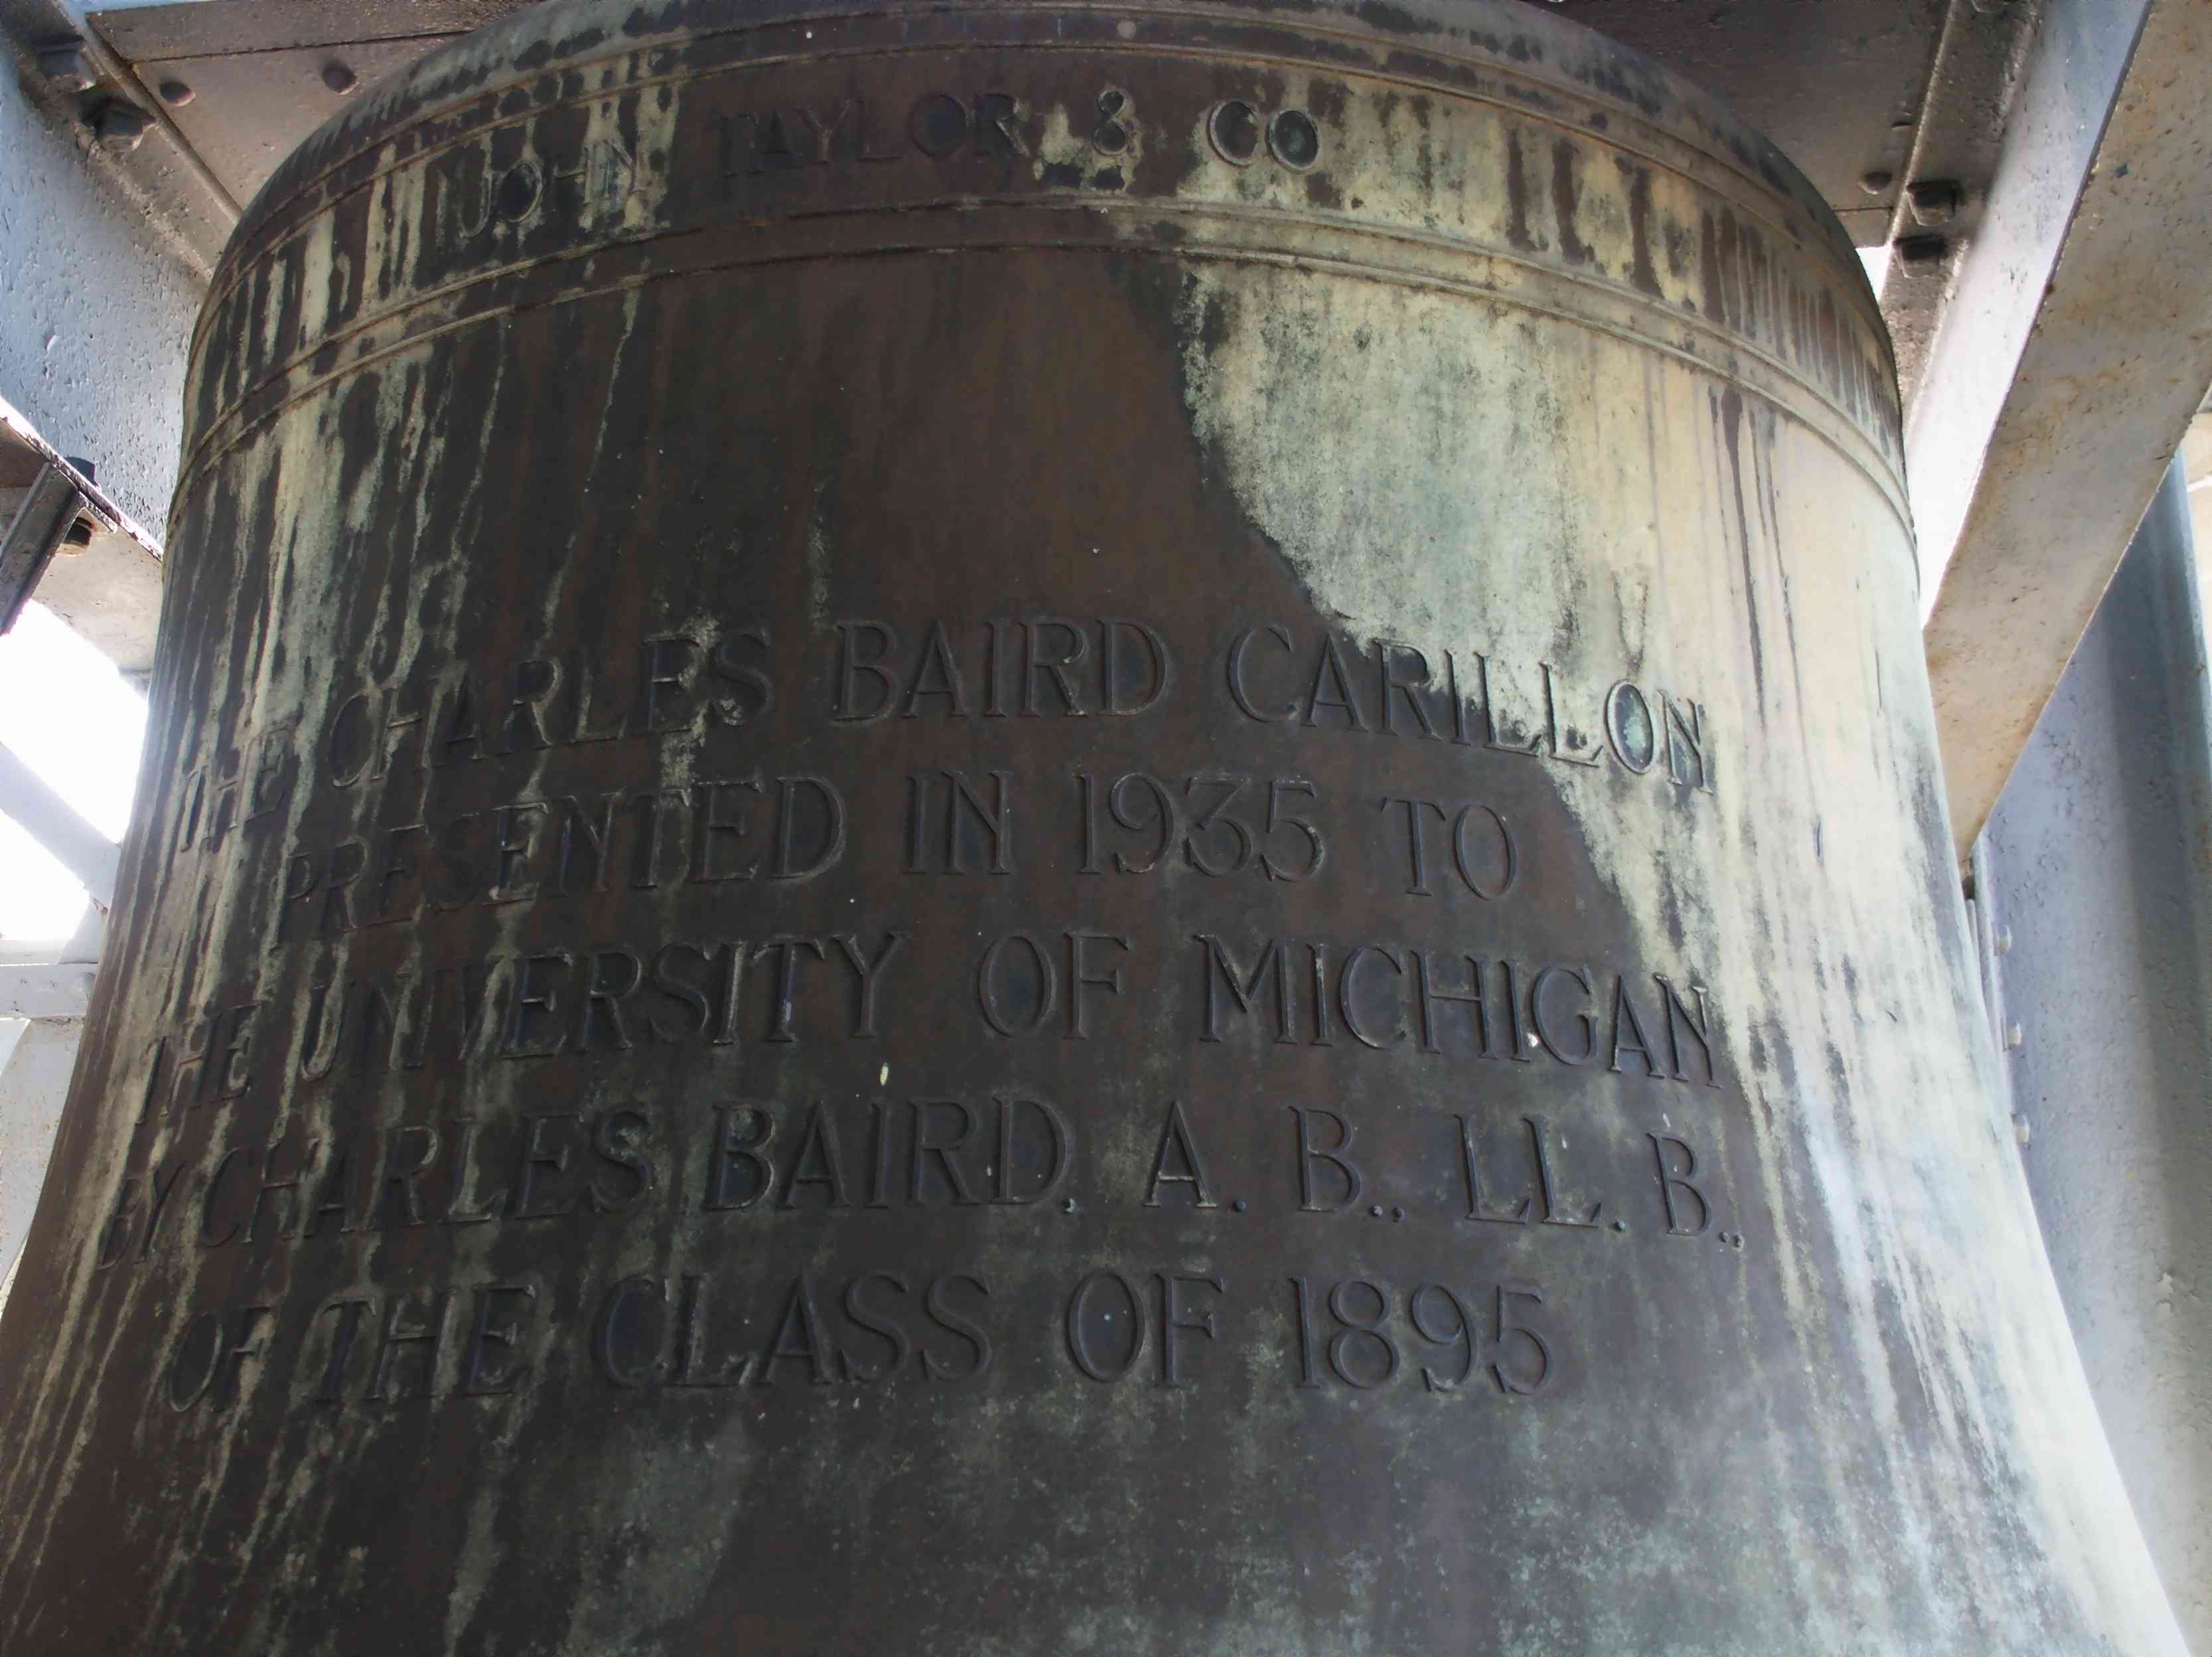 JOHN TAYLOR & CO
THE CHARLES BAIRD CARILLON
PRESENTED IN 1935 TO
THE UNIVERSITY OF MICHIGAN
BY CHARLES BAIRD, A. B., LL. B.,
OF THE CLASS OF 1895